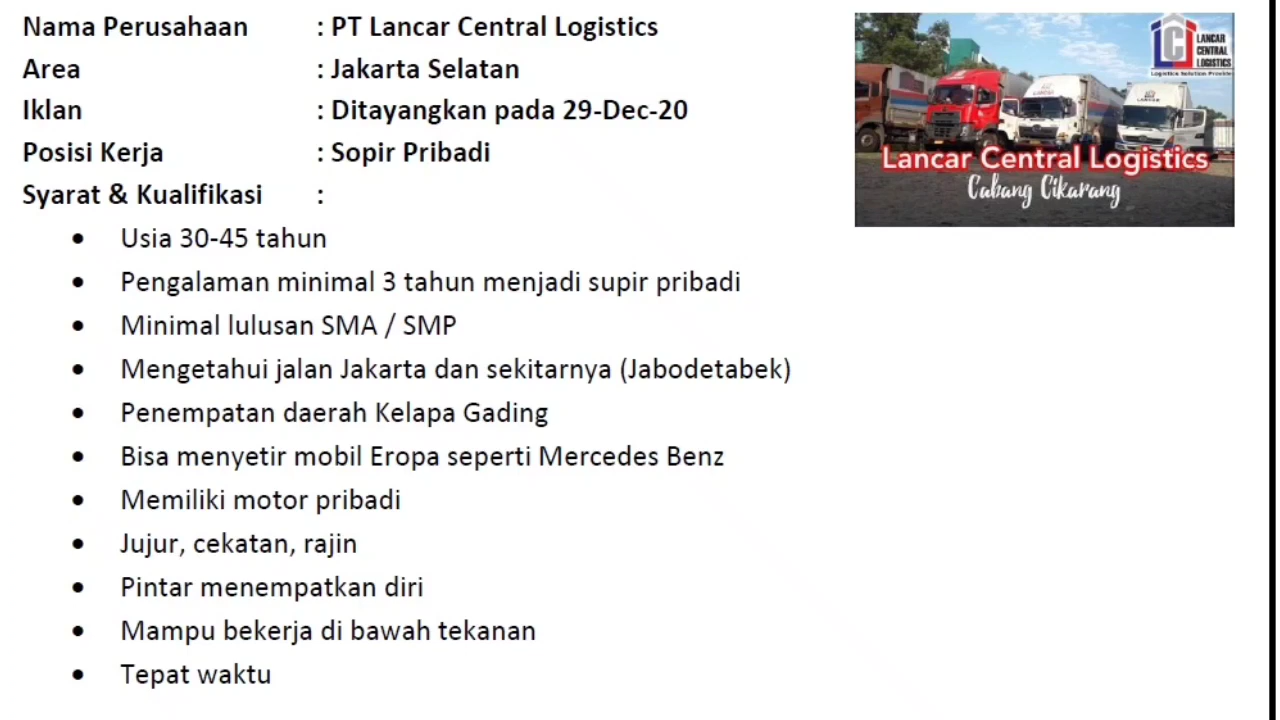 Nama Perusahaan : PT Lancar Central Logistics
Area : Jakarta Selatan
Iklan : Ditayangkan pada 29-Dec-20
Posisi Kerja : Sopir Pribadi
Syarat & Kualifikasi :
• Usia 30-45 tahun
• Pengalaman minimal 3 tahun menjadi supir pribadi
• Minimal lulusan SMA / SMP
• Mengetahui jalan Jakarta dan sekitarnya (Jabodetabek)
• Penempatan daerah Kelapa Gading
• Bisa menyetir mobil Eropa seperti Mercedes Benz
• Memiliki motor pribadi
• Jujur, cekatan, rajin
• Pintar menempatkan diri
• Mampu bekerja di bawah tekanan
• Tepat waktu
LANCAR
CENTRAL
LOGISTICS
Logistics Solution Provider
Lancar Central Logistics
Cabang Cikarang